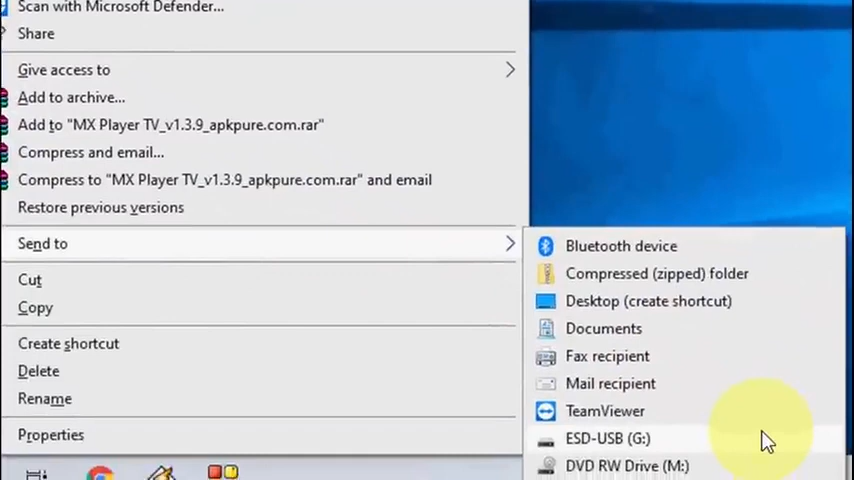 Scan with Microsoft Defender...
Share
Give access to
Add to archive...
Add to "MX Player TV_v1.3.9_apkpure.com.rar"
Compress and email...
Compress to "MX Player TV_v1.3.9_apkpure.com.rar" and email
Restore previous versions
Send to
Cut
Copy
Create shortcut
Delete
Rename
Properties
Bluetooth device
Compressed (zipped) folder
Desktop (create shortcut)
Documents
Fax recipient
Mail recipient
TeamViewer
ESD-USB (G:)
DVD RW Drive (M:)